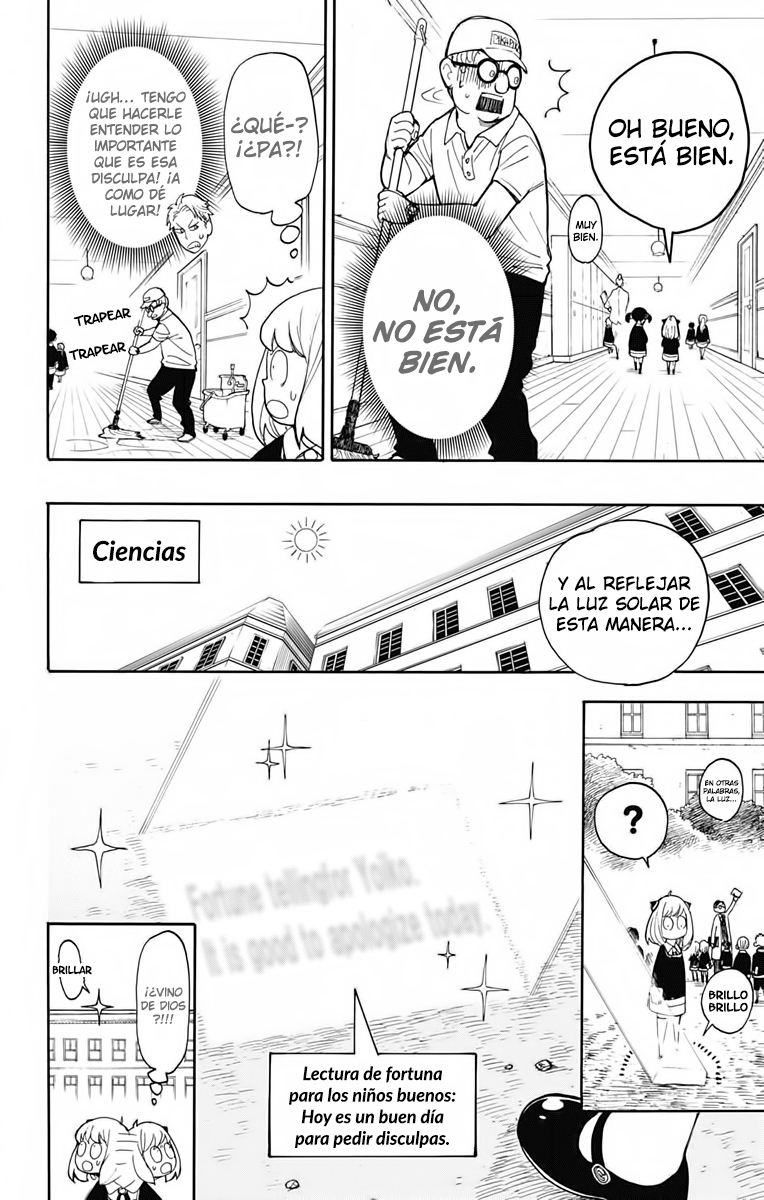 ¡UGH... TENGO
QUE HACERLE
ENTENDER LO
IMPORTANTE
QUE ES ESA
DISCULPA! ¡A
COMO DÉ
LUGAR!
¿QUÉ-?
¡¿PA?!
TRAPEAR
TRAPEAR
OH BUENO,
ESTÁ BIEN.
MUY
BIEN.
NO,
NO ESTÁ
BIEN.
Ciencias
Y AL REFLEJAR
LA LUZ SOLAR DE
ESTA MANERA...
EN OTRAS
PALABRAS,
LA LUZ...
?
BRILLO
BRILLO
Fortune tellingfor Yoiko.
It is good to apologize today.
Lectura de fortuna
para los niños buenos:
Hoy es un buen día
para pedir disculpas.
BRILLAR
¡¿VINO
DE DIOS
?!!!